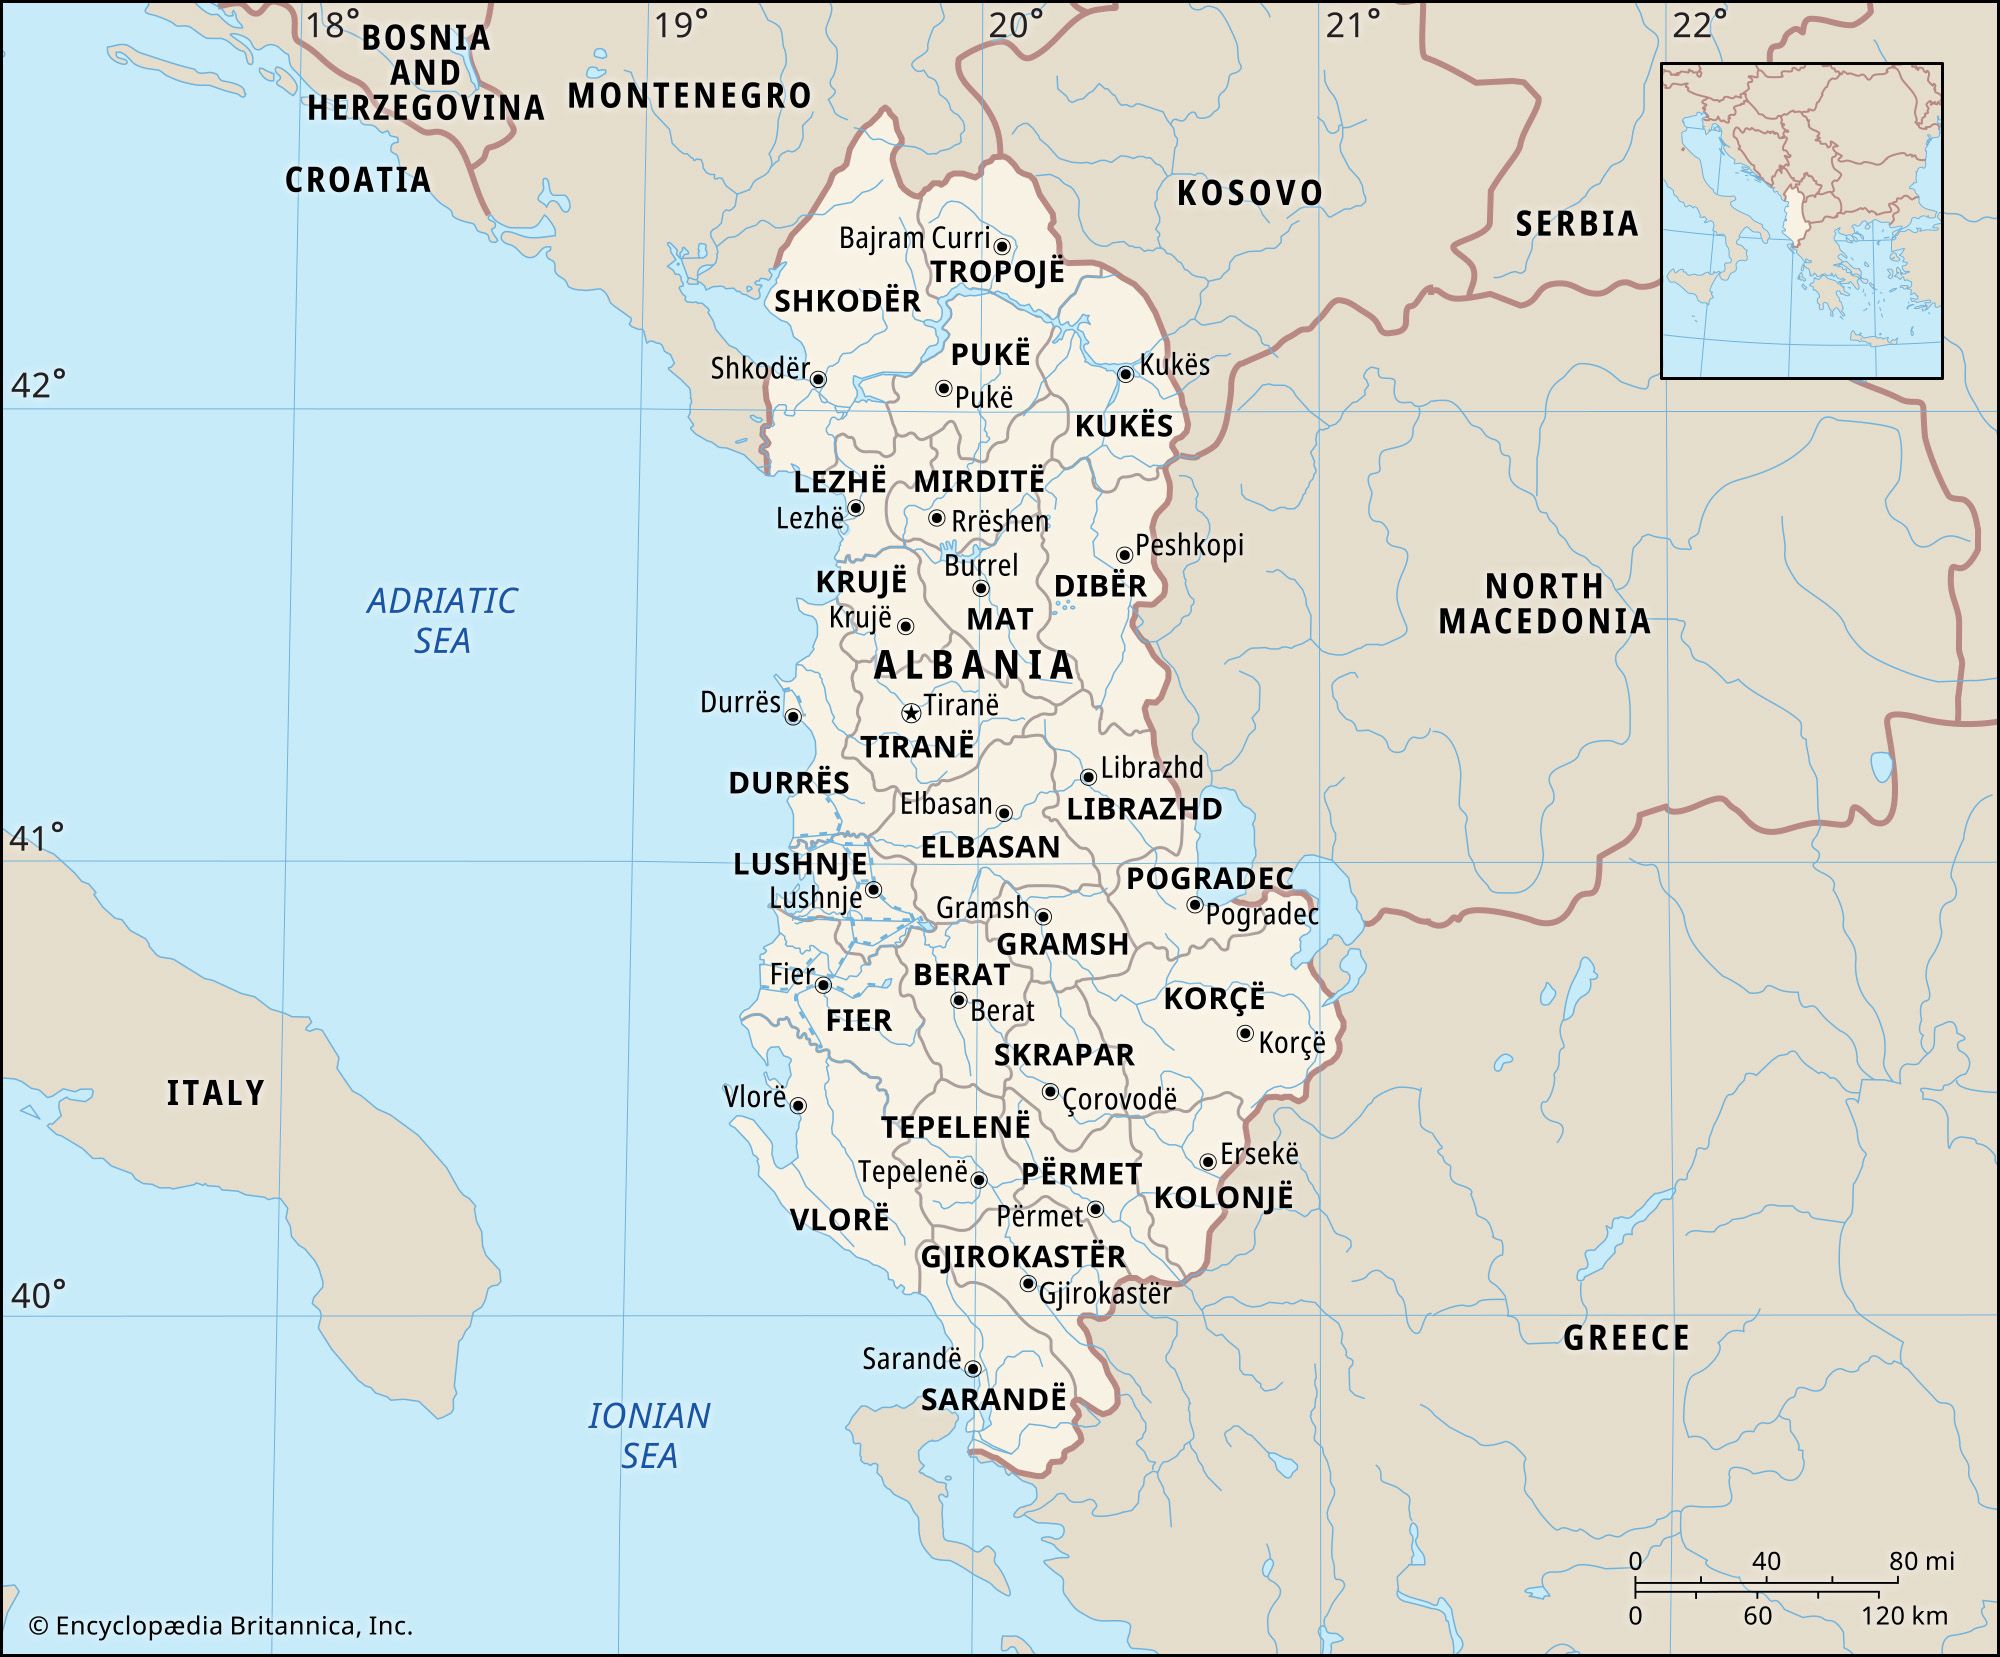 18°
19°
20°
21°
22°
BOSNIA
AND
HERZEGOVINA
MONTENEGRO
CROATIA
KOSOVO
SERBIA
Bajram Curri
TROPOJË
SHKODËR
PUKË
Shkodër
Kukës
42°
Pukë
KUKËS
LEZHË
MIRDITË
Lezhë
Rrëshen
Peshkopi
Burrel
KRUJË
DIBËR
NORTH
MACEDONIA
ADRIATIC
SEA
Krujë
MAT
ALBANIA
Durrës
Tiranë
TIRANË
Librazhd
DURRËS
Elbasan
LIBRAZHD
41°
ELBASAN
LUSHNJE
POGRADEC
Lushnje
Gramsh
Pogradec
GRAMSH
Fier
BERAT
KORÇË
Berat
FIER
Korçë
SKRAPAR
ITALY
Vlorë
Çorovodë
TEPELENË
Ersekë
Tepelenë
PËRMET
KOLONJË
VLORË
Përmet
GJIROKASTËR
40°
Gjirokastër
GREECE
Sarandë
SARANDË
IONIAN
SEA
0 40 80 mi
0 60 120 km
© Encyclopædia Britannica, Inc.